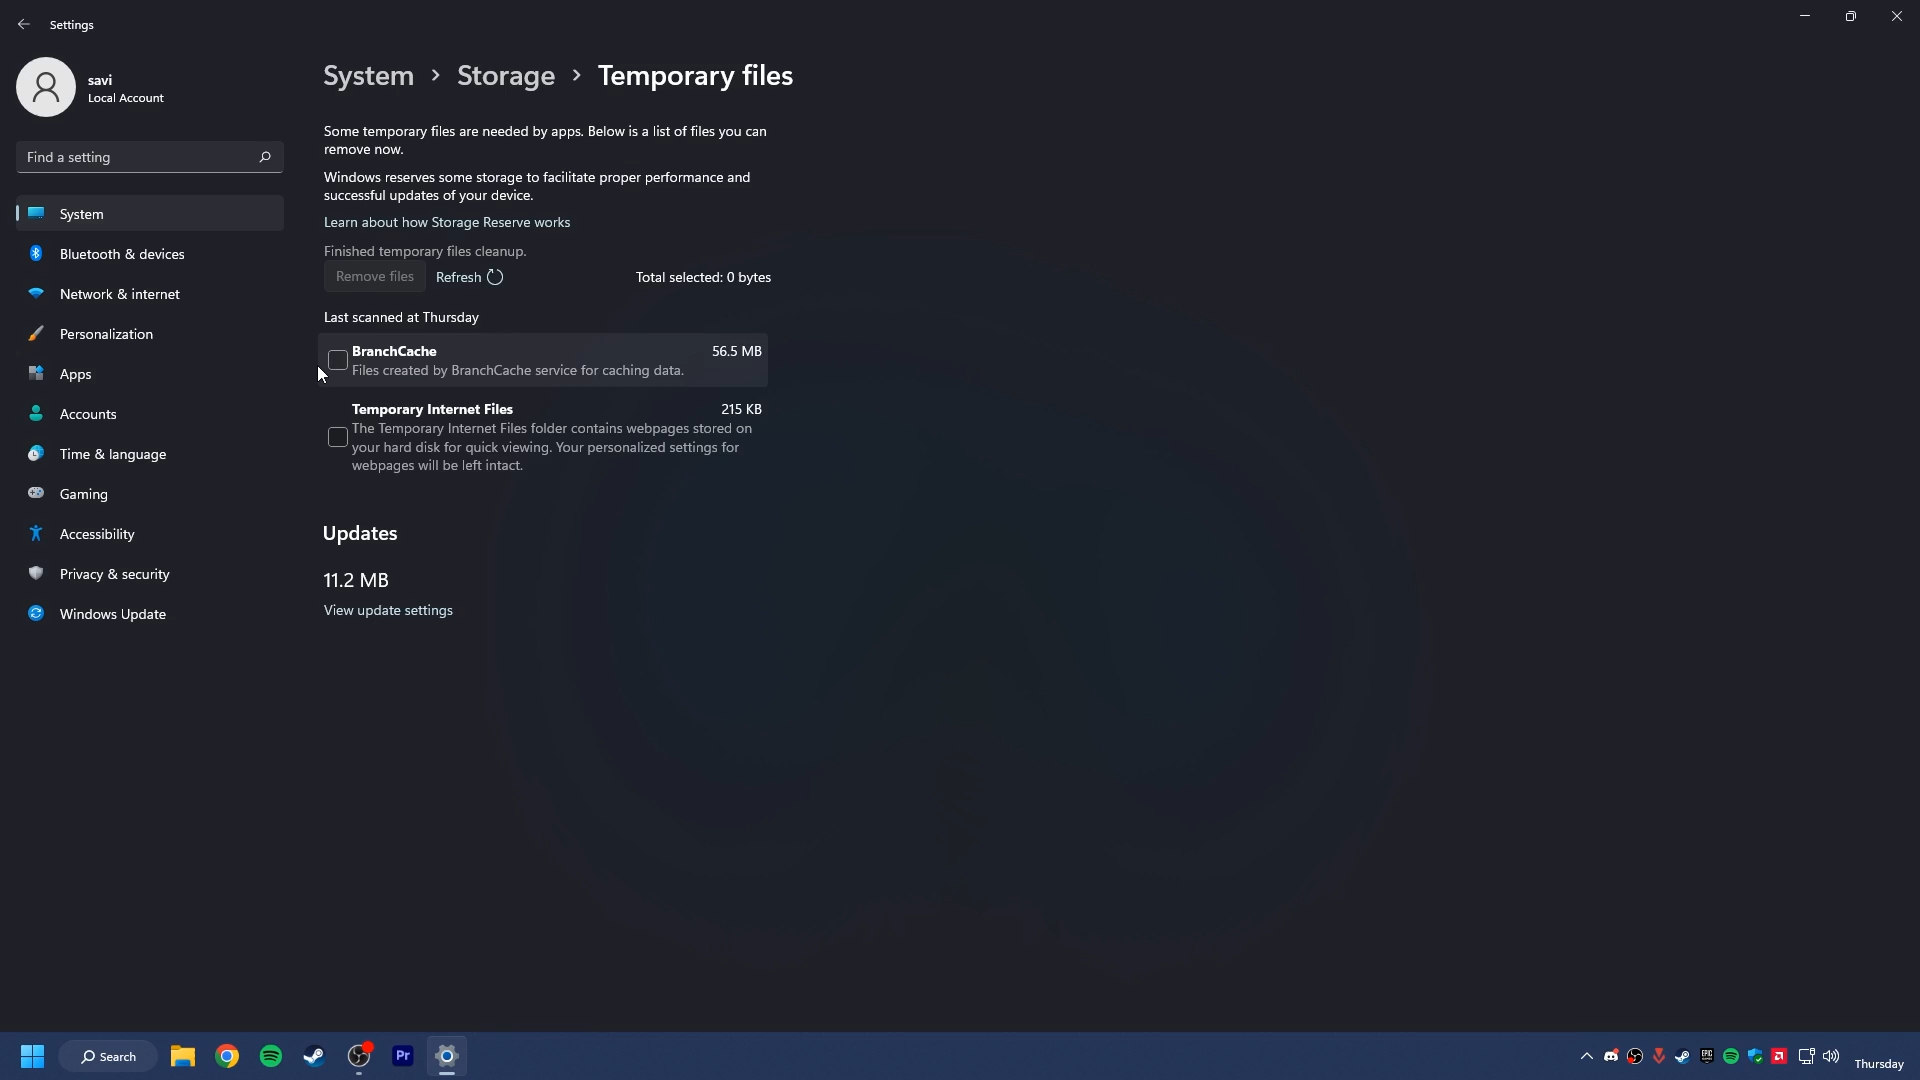 Settings
savi
Local Account
Find a setting
System
Bluetooth & devices
Network & internet
Personalization
Apps
Accounts
Time & language
Gaming
Accessibility
Privacy & security
Windows Update
System > Storage > Temporary files
Some temporary files are needed by apps. Below is a list of files you can
remove now.
Windows reserves some storage to facilitate proper performance and
successful updates of your device.
Learn about how Storage Reserve works
Finished temporary files cleanup.
Remove files Refresh Total selected: 0 bytes
Last scanned at Thursday
BranchCache 56.5 MB
Files created by BranchCache service for caching data.
Temporary Internet Files 215 KB
The Temporary Internet Files folder contains webpages stored on
your hard disk for quick viewing. Your personalized settings for
webpages will be left intact.
Updates
11.2 MB
View update settings
Search
Pr
EPIC
Thursday